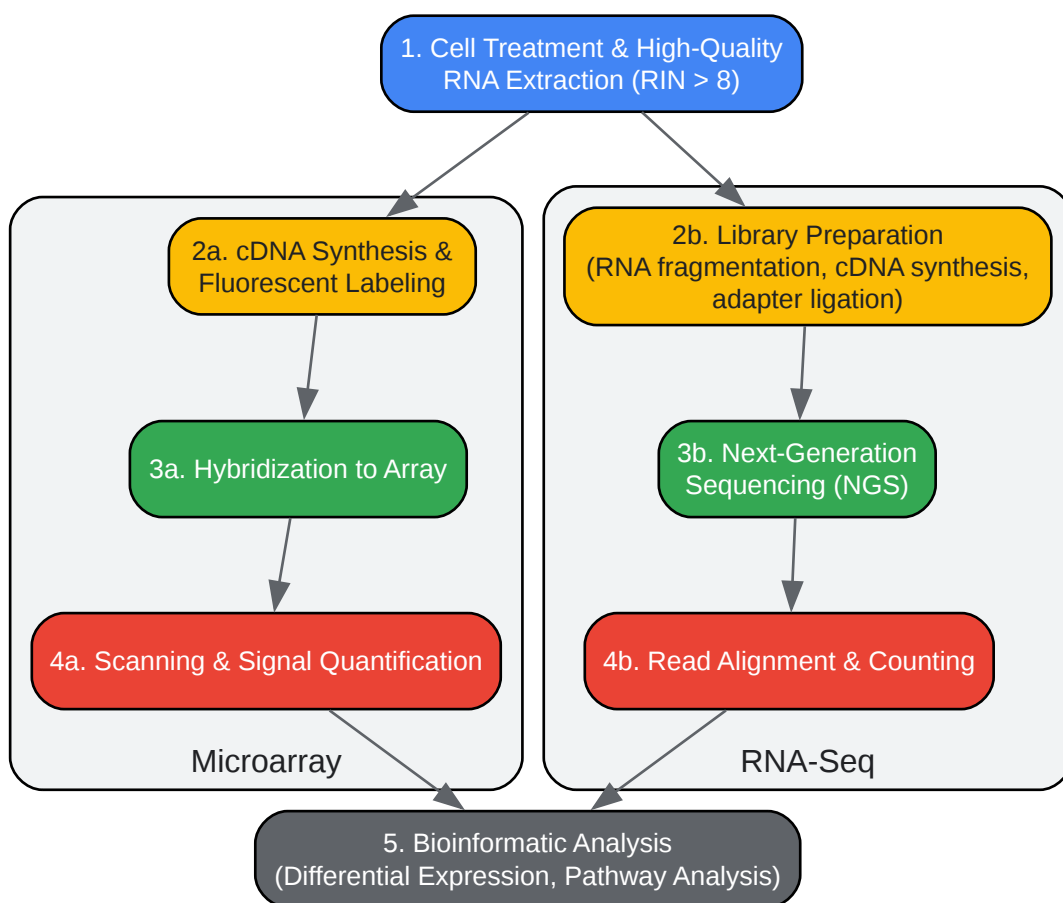 1. Cell Treatment & High-Quality
RNA Extraction (RIN > 8)
2a. cDNA Synthesis &
Fluorescent Labeling
3a. Hybridization to Array
4a. Scanning & Signal Quantification
Microarray
2b. Library Preparation
(RNA fragmentation, cDNA synthesis,
adapter ligation)
3b. Next-Generation
Sequencing (NGS)
4b. Read Alignment & Counting
RNA-Seq
5. Bioinformatic Analysis
(Differential Expression, Pathway Analysis)